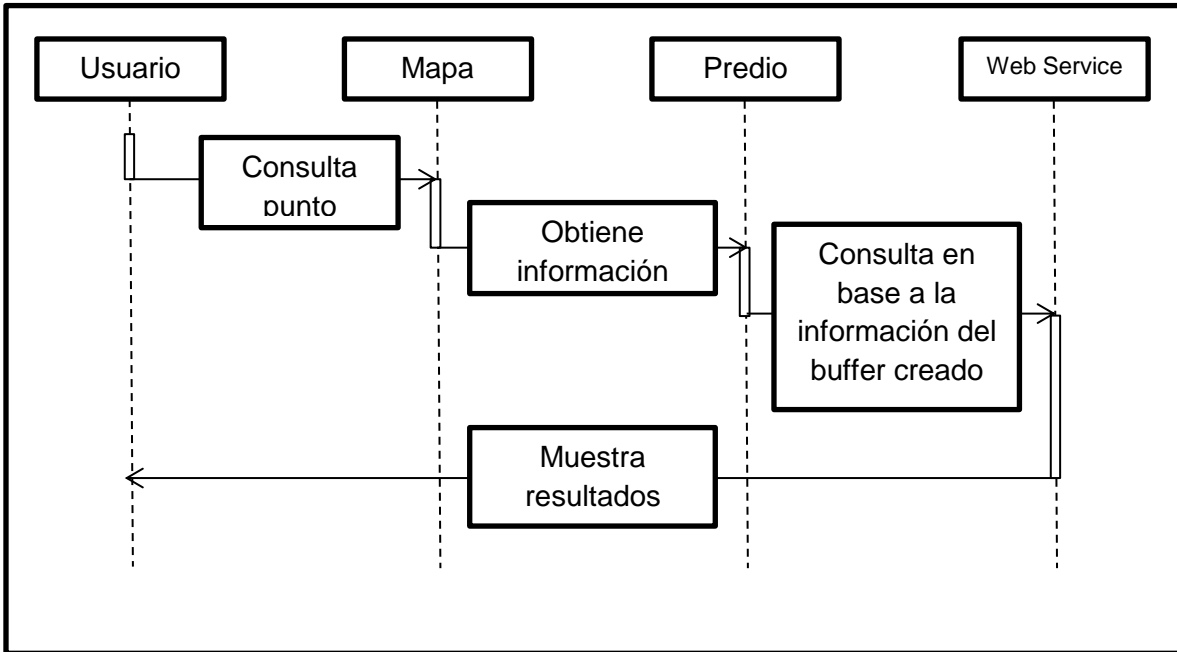 Usuario
Mapa
Predio
Web Service
Consulta
punto
Obtiene
información
Consulta en
base a la
información del
buffer creado
Muestra
resultados